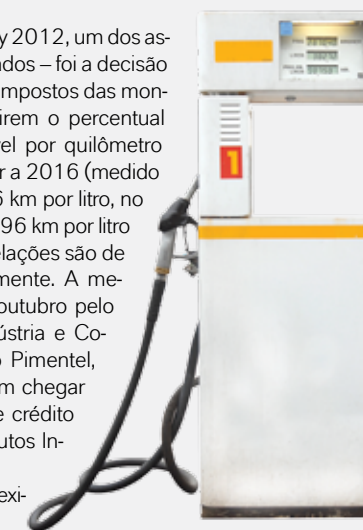 y 2012, um dos as-
dos – foi a decisão
mpostos das mon-
irem o percentual
el por quilômetro
r a 2016 (medido
6 km por litro, no
96 km por litro
elações são de
mente. A me-
outubro pelo
ústria e Co-
o Pimentel,
m chegar
e crédito
utos In-
exi-
1